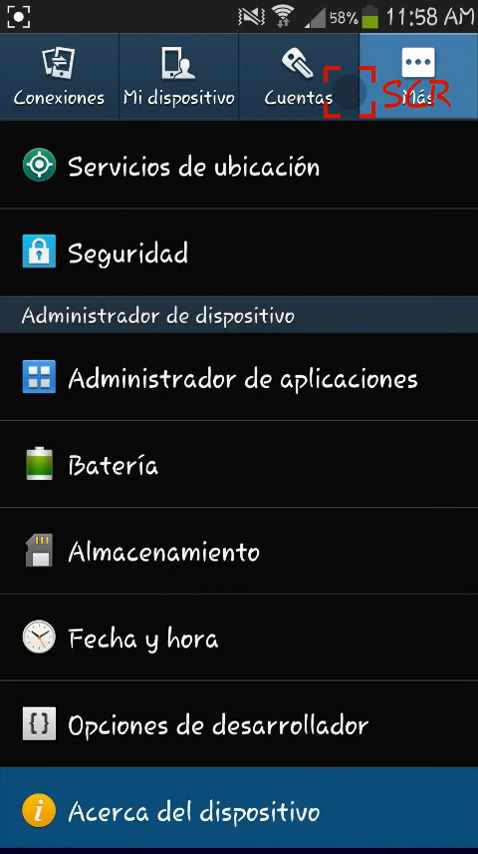 58% 11:58 AM
Conexiones Mi dispositivo Cuentas Más
SCR
Servicios de ubicación
Seguridad
Administrador de dispositivo
Administrador de aplicaciones
Batería
Almacenamiento
Fecha y hora
Opciones de desarrollador
Acerca del dispositivo